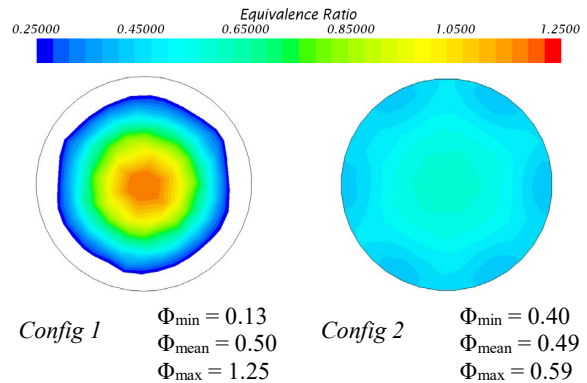 Equivalence Ratio
0.25000 0.45000 0.65000 0.85000 1.0500 1.2500
Config 1
Φmin = 0.13
Φmean = 0.50
Φmax = 1.25
Config 2
Φmin = 0.40
Φmean = 0.49
Φmax = 0.59